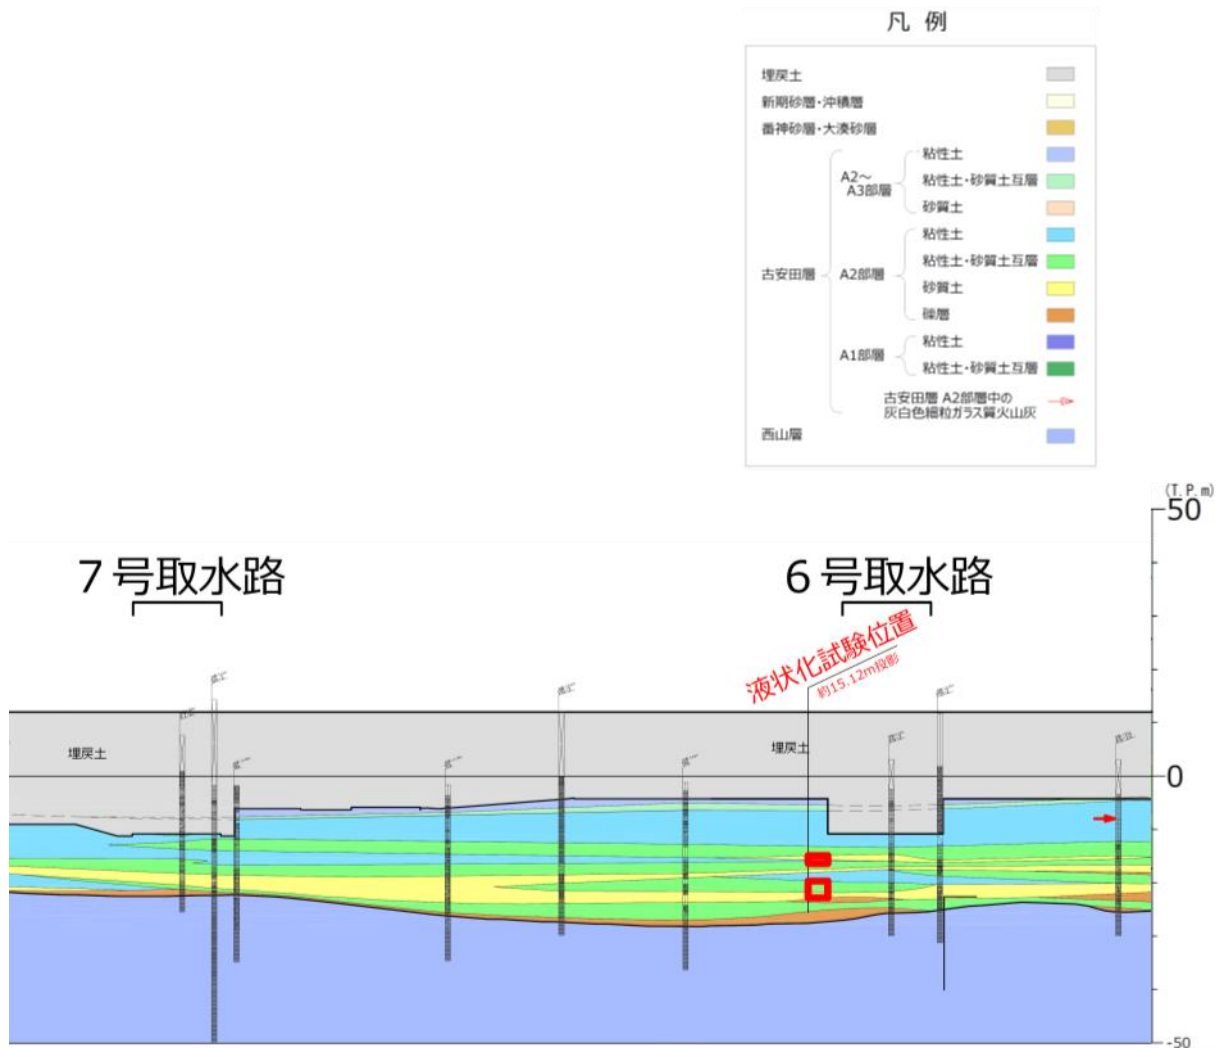 凡 例
埋戻土
新期砂層・沖積層
番神砂層・大湊砂層
古安田層
A2～
A3部層
粘性土
粘性土・砂質土互層
砂質土
A2部層
粘性土
粘性土・砂質土互層
砂質土
礫層
A1部層
粘性土
粘性土・砂質土互層
古安田層 A2部層中の
灰白色細粒ガラス質火山灰
西山層
(T.P.m)
50
7号取水路
6号取水路
液状化試験位置
約15.12m投影
埋戻土
埋戻土
0
-50